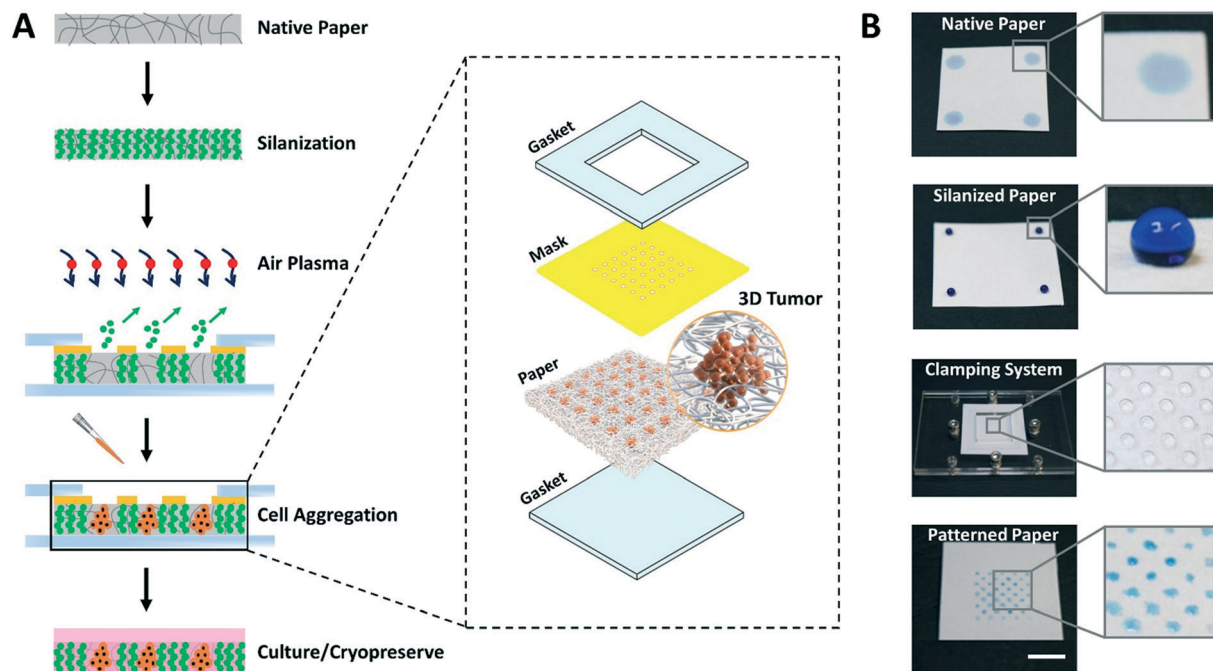 A
Native Paper
Silanization
Air Plasma
Cell Aggregation
Culture/Cryopreserve
Gasket
Mask
3D Tumor
Paper
Gasket
B
Native Paper
Silanized Paper
Clamping System
Patterned Paper